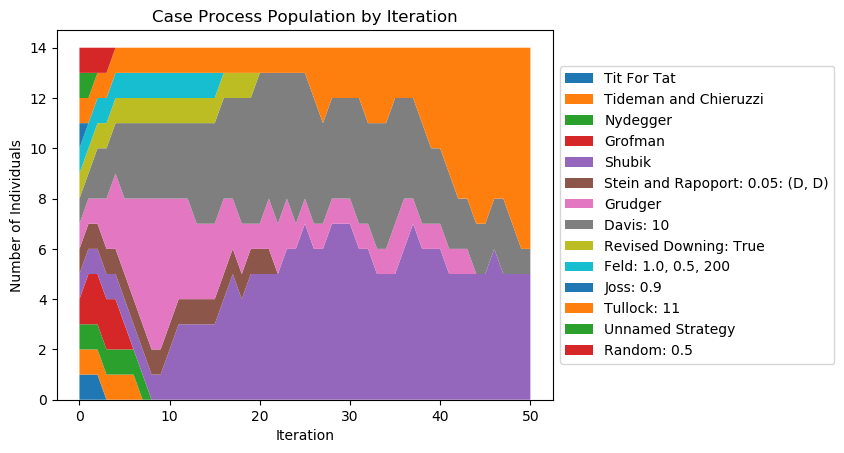 Case Process Population by Iteration
Number of Individuals
14
12
10
8
6
4
2
0
0 10 20 30 40 50
Iteration
Tit For Tat
Tideman and Chieruzzi
Nydegger
Grofman
Shubik
Stein and Rapoport: 0.05: (D, D)
Grudger
Davis: 10
Revised Downing: True
Feld: 1.0, 0.5, 200
Joss: 0.9
Tullock: 11
Unnamed Strategy
Random: 0.5